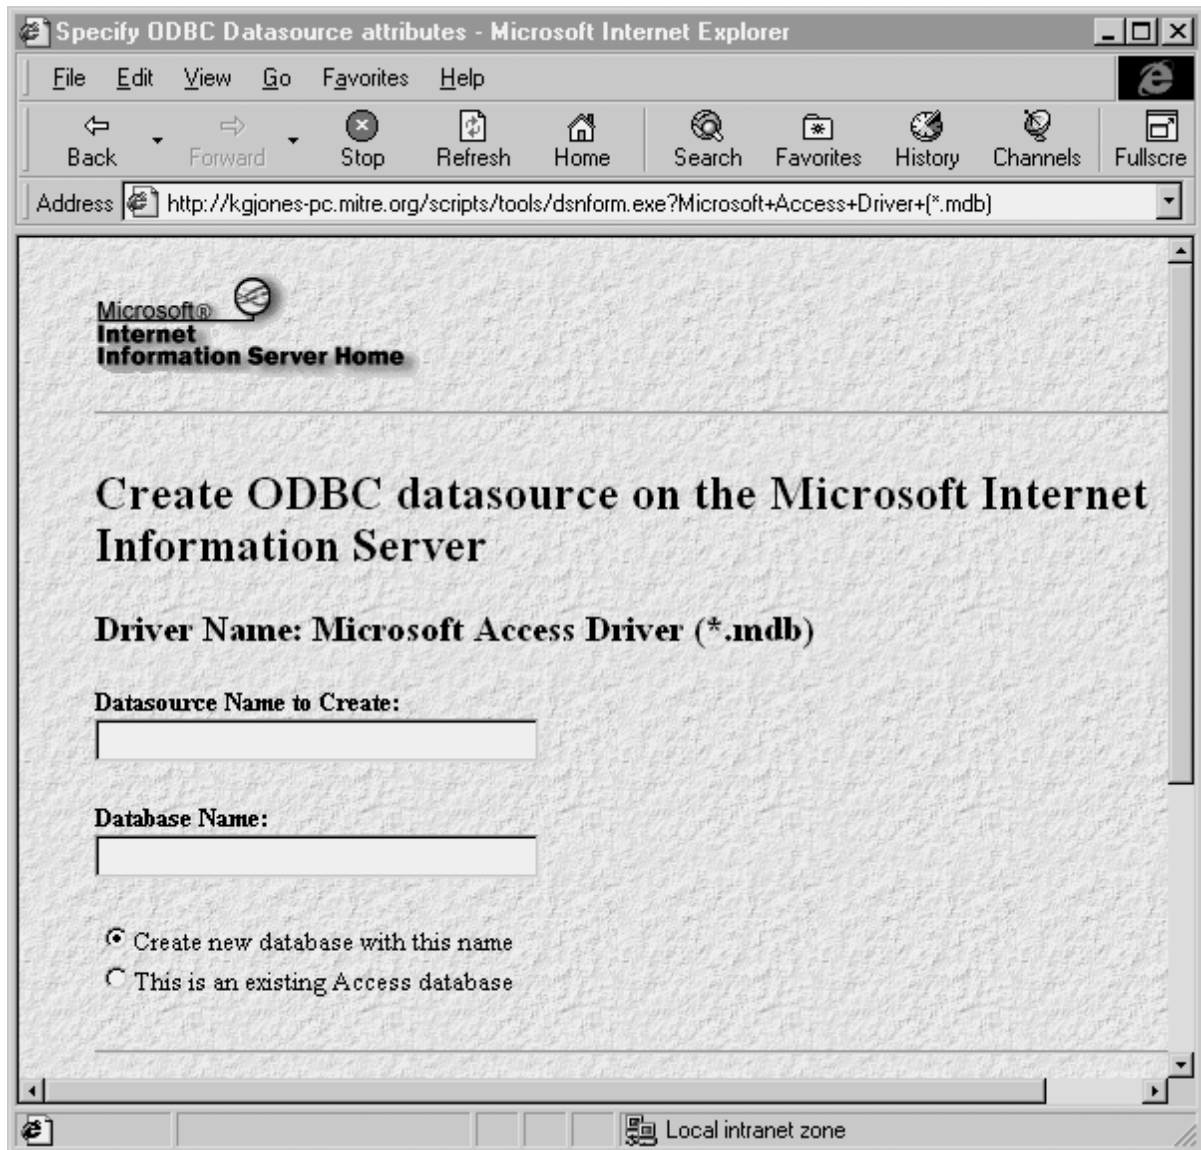 Specify ODBC Datasource attributes - Microsoft Internet Explorer
File Edit View Go Favorites Help
Back Forward Stop Refresh Home Search Favorites History Channels Fullscre
Address http://kgjones-pc.mitre.org/scripts/tools/dsnform.exe?Microsoft+Access+Driver+(*.mdb)
Microsoft®
Internet
Information Server Home
Create ODBC datasource on the Microsoft Internet
Information Server
Driver Name: Microsoft Access Driver (*.mdb)
Datasource Name to Create:
Database Name:
Create new database with this name
This is an existing Access database
Local intranet zone